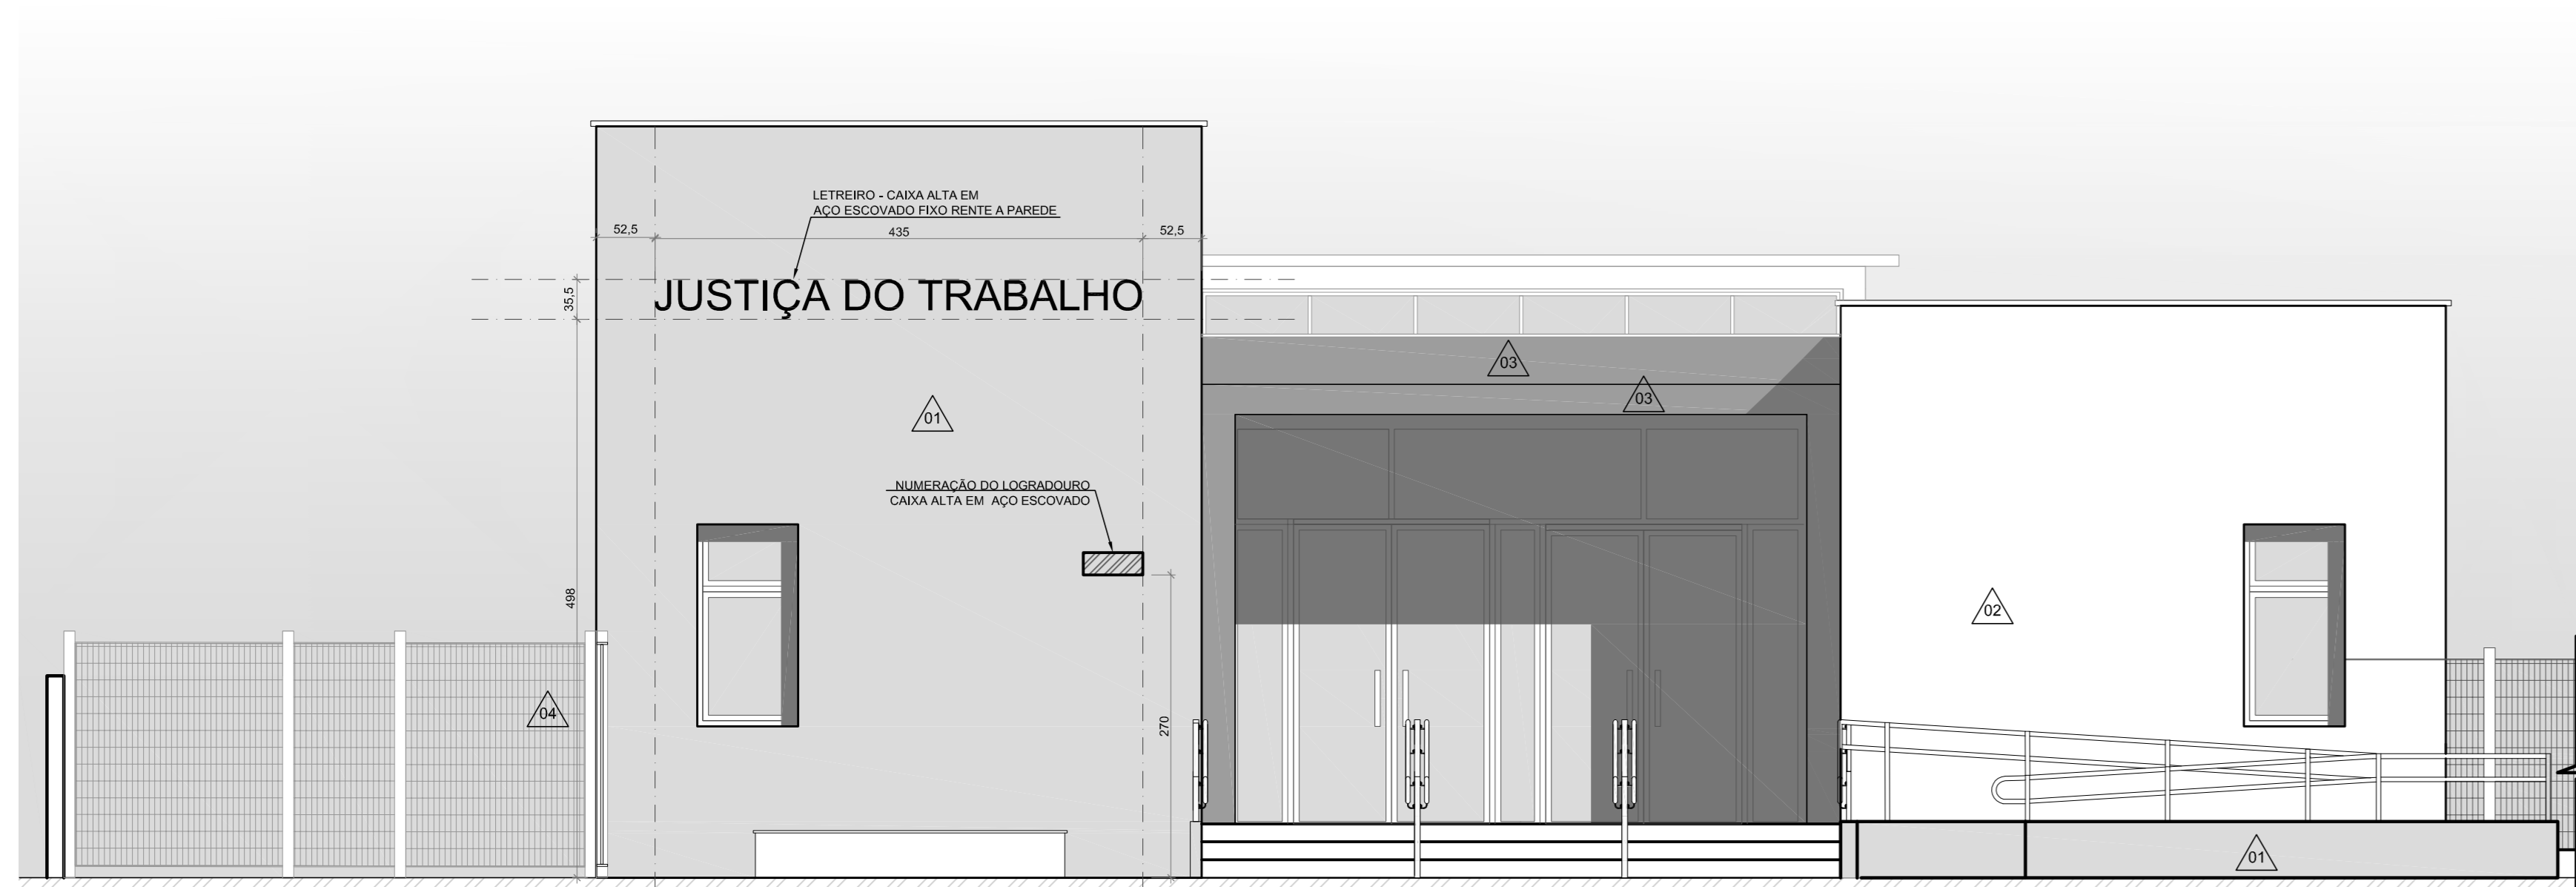 LETREIRO - CAIXA ALTA EM
AÇO ESCOVADO FIXO RENTE A PAREDE
52,5
435
52,5
35,5
JUSTIÇA DO TRABALHO
03
03
01
NUMERAÇÃO DO LOGRADOURO
CAIXA ALTA EM AÇO ESCOVADO
498
02
04
270
01